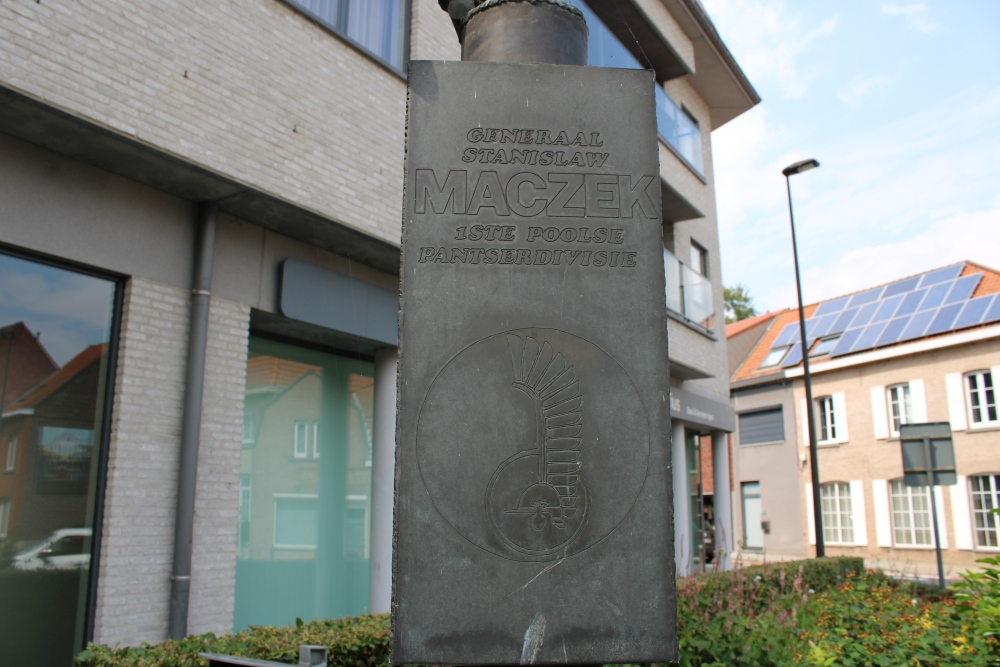 GENERAAL
STANISLAW
MACZEK
1STE POOLSE
PANTSERDIVISIE